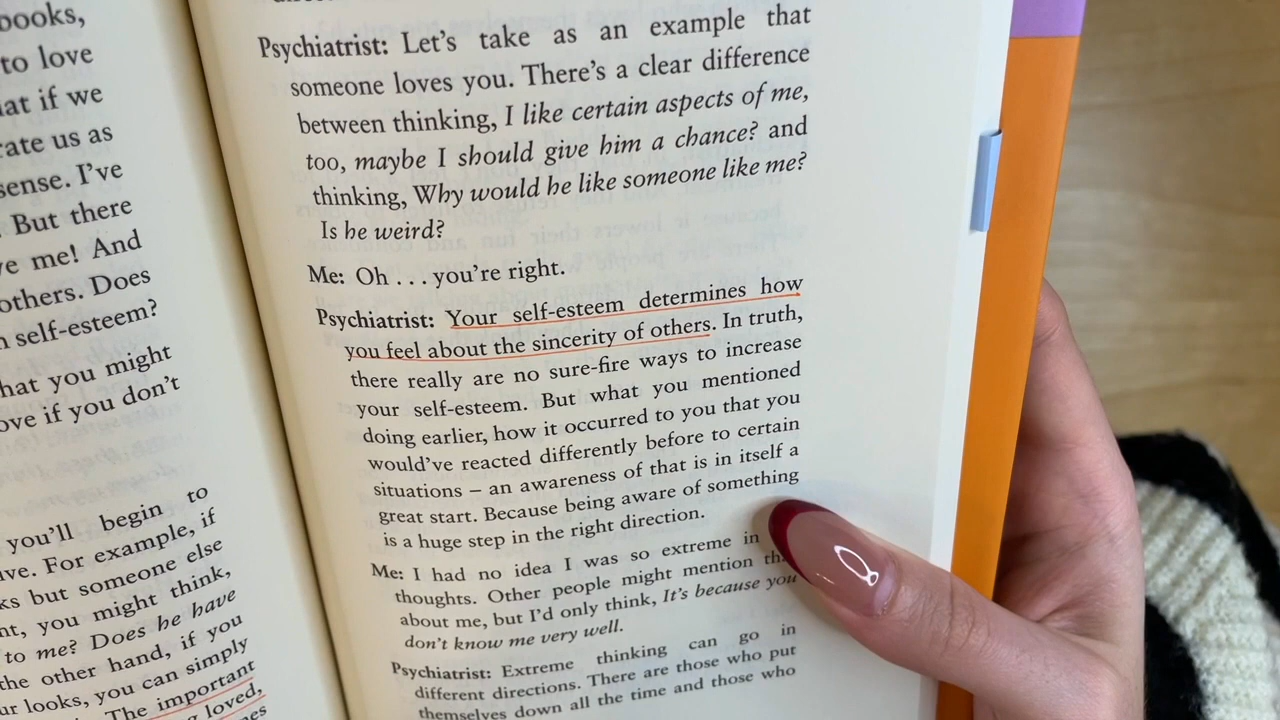 books,
to love
at if we
rate us as
sense. I've
. But there
ve me! And
others. Does
n self-esteem?
hat you might
ove if you don't
you'll begin to
ive. For example, if
ks but someone else
nt, you might think,
to me? Does he have
the other hand, if you
ur looks, you can simply
The important
g loved,
Psychiatrist: Let's take as an example that
someone loves you. There's a clear difference
between thinking, I like certain aspects of me,
too, maybe I should give him a chance? and
thinking, Why would he like someone like me?
Is he weird?
Me: Oh . . . you're right.
Psychiatrist: Your self-esteem determines how
you feel about the sincerity of others. In truth,
there really are no sure-fire ways to increase
your self-esteem. But what you mentioned
doing earlier, how it occurred to you that you
would've reacted differently before to certain
situations – an awareness of that is in itself a
great start. Because being aware of something
is a huge step in the right direction.
Me: I had no idea I was so extreme in
thoughts. Other people might mention
about me, but I'd only think, It's because you
don't know me very well.
Psychiatrist: Extreme thinking can go in
different directions. There are those who put
themselves down all the time and those who